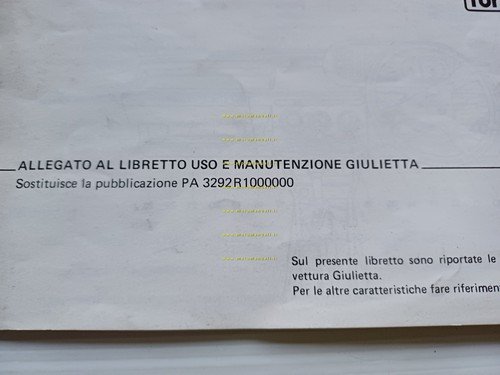 ALLEGATO AL LIBRETTO USO E MANUTENZIONE GIULIETTA
Sostituisce la pubblicazione PA 3292R1000000
Sul presente libretto sono riportate le
vettura Giulietta.
Per le altre caratteristiche fare riferimen